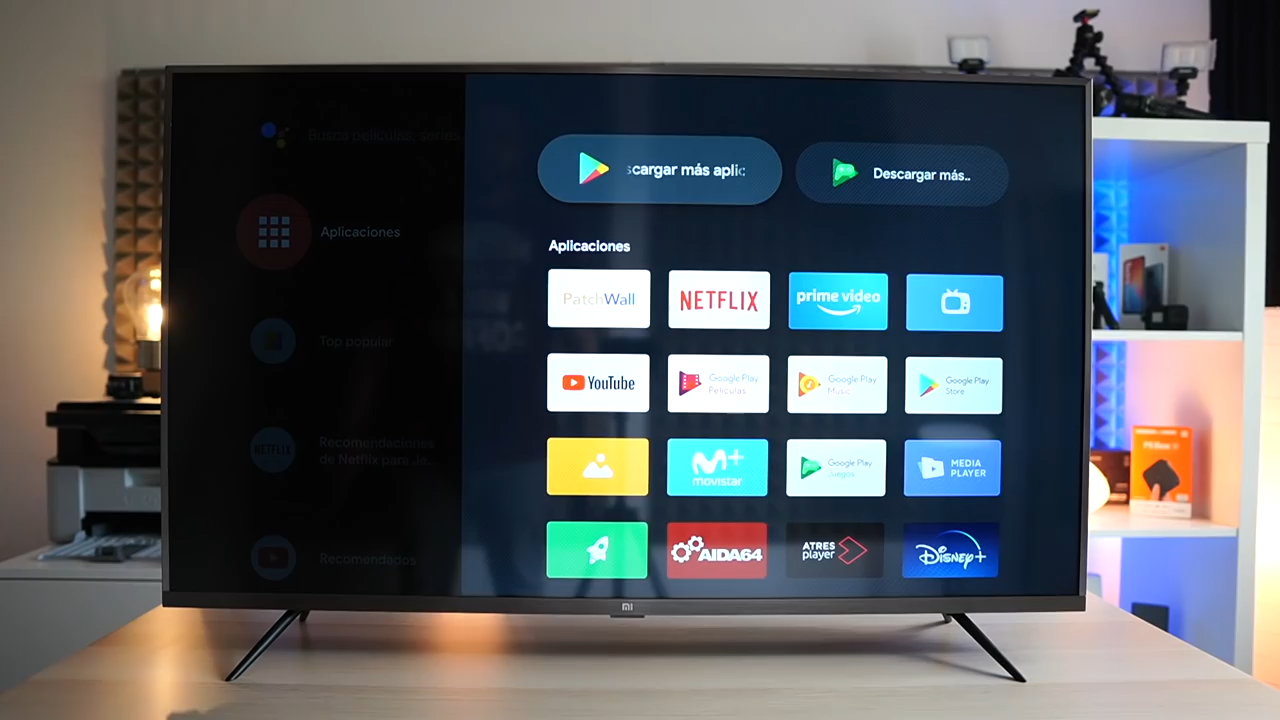 Busca películas, series
Aplicaciones
Top popular
NETFLIX
Recomendaciones
de Netflix para Je..
Recomendados
scargar más aplic
Descargar más..
Aplicaciones
PatchWall
NETFLIX
prime video
YouTube
Google Play
Películas
Google Play
Music
Google Play
Store
M+
movistar
Google Play
Juegos
MEDIA
PLAYER
AIDA64
ATRES
player
Disney+
MI